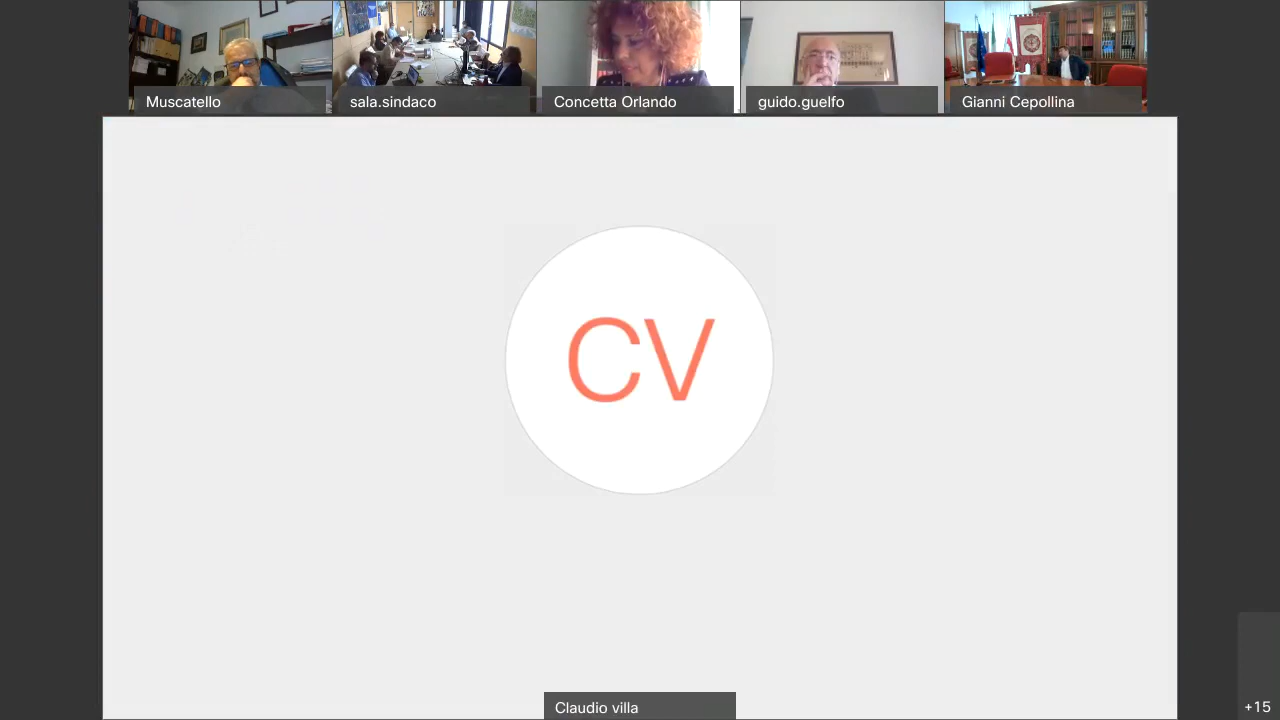 Muscatello
sala.sindaco
Concetta Orlando
guido.guelfo
Gianni Cepollina
CV
Claudio villa
+15